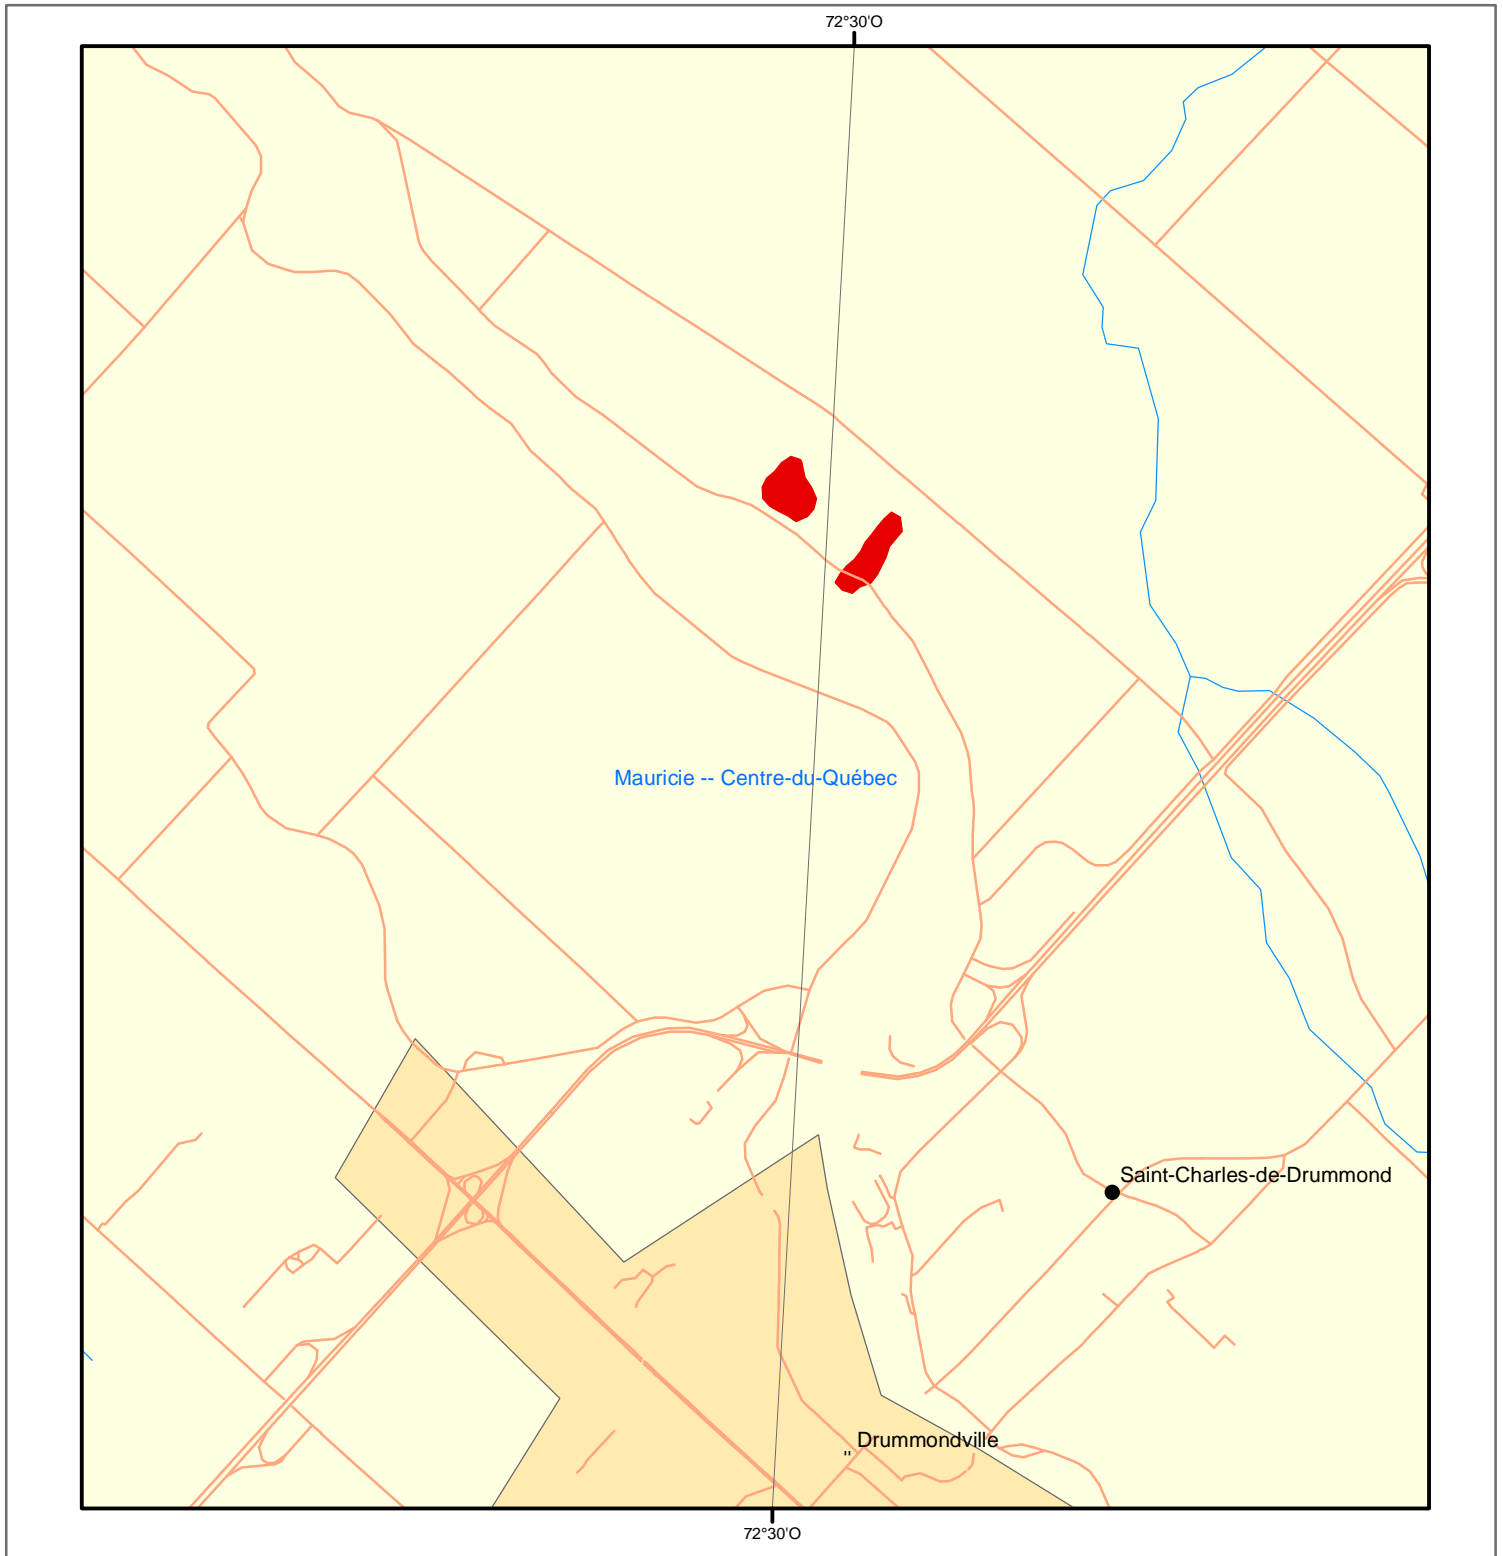 72°30'O
Mauricie -- Centre-du-Québec
Saint-Charles-de-Drummond
Drummondville
"
72°30'O